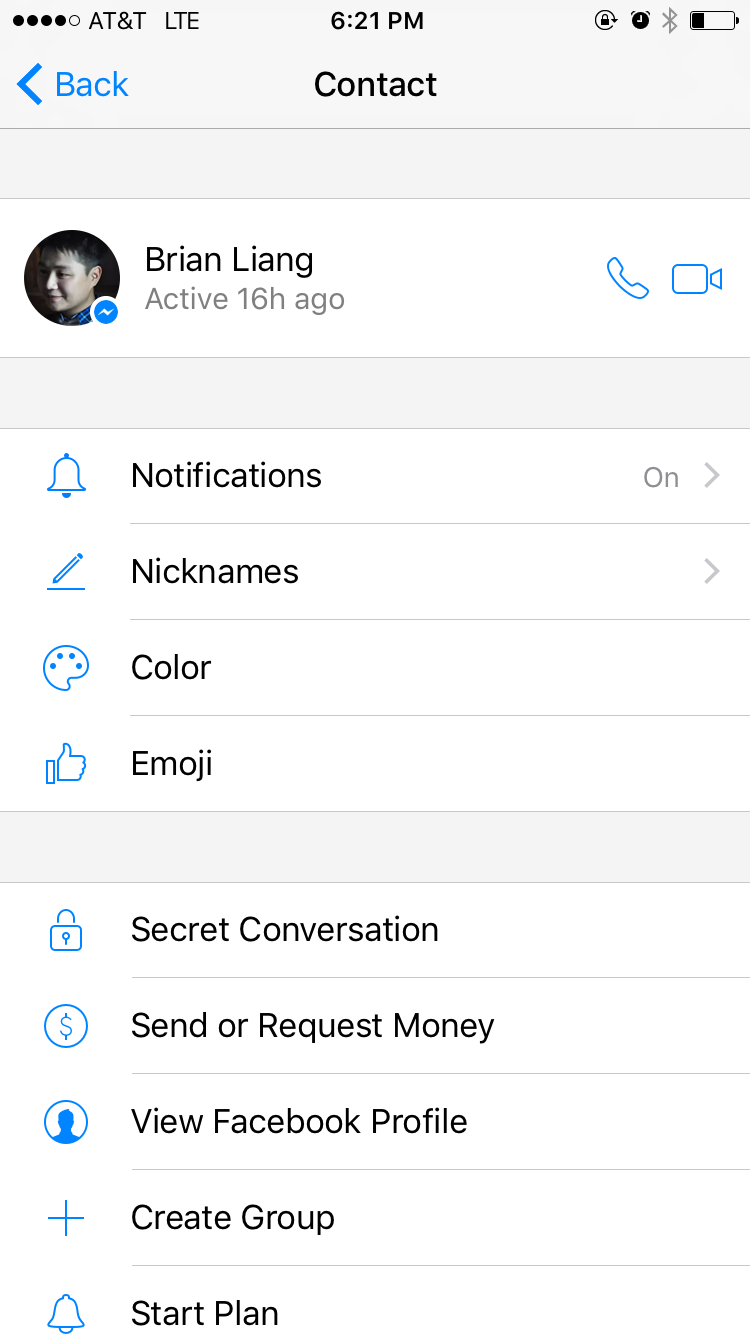 AT&T LTE 6:21 PM
Back Contact
Brian Liang
Active 16h ago
Notifications On
Nicknames
Color
Emoji
Secret Conversation
$ Send or Request Money
View Facebook Profile
Create Group
Start Plan